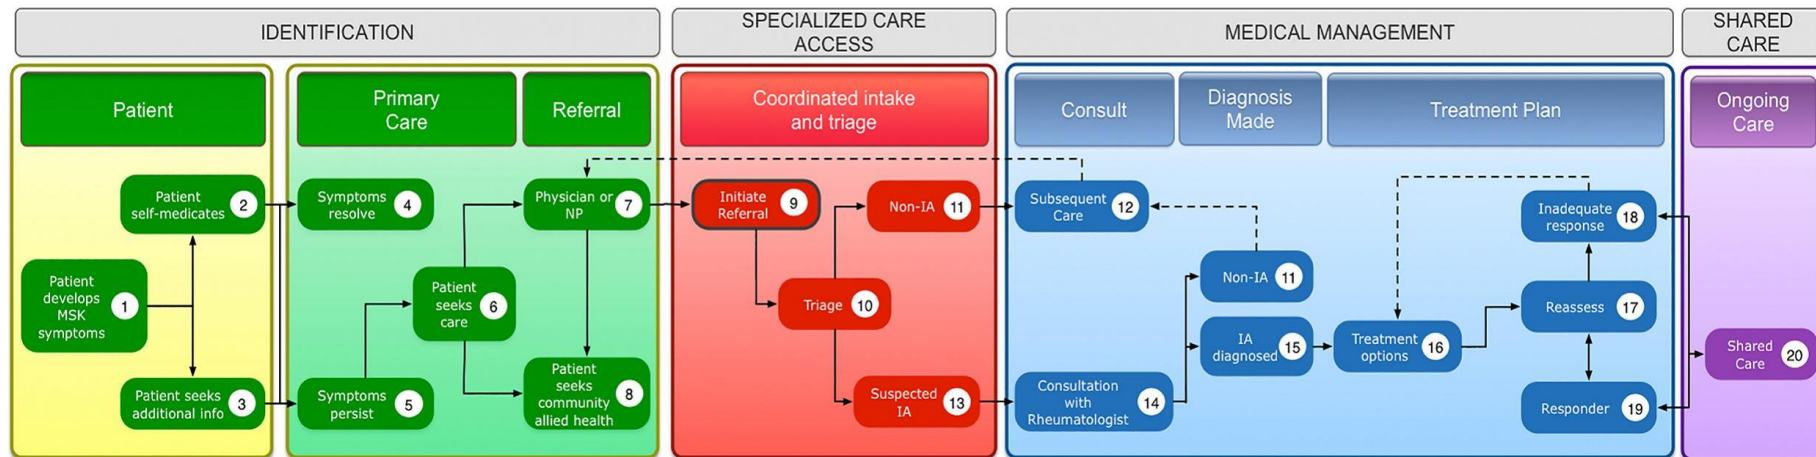 IDENTIFICATION
SPECIALIZED CARE
ACCESS
MEDICAL MANAGEMENT
SHARED
CARE
Patient
Primary
Care
Referral
Coordinated intake
and triage
Consult
Diagnosis
Made
Treatment Plan
Ongoing
Care
Patient
self-medicates
2
Patient
develops
MSK
symptoms
1
Patient seeks
additional info
3
Symptoms
resolve
4
Symptoms
persist
5
Patient
seeks
care
6
Physician or
NP
7
Patient
seeks
community
allied health
8
Initiate
Referral
9
Triage
10
Non-IA
11
Suspected
IA
13
Subsequent
Care
12
Consultation
with
Rheumatologist
14
Non-IA
11
IA
diagnosed
15
Treatment
options
16
Inadequate
response
18
Reassess
17
Responder
19
Shared
Care
20